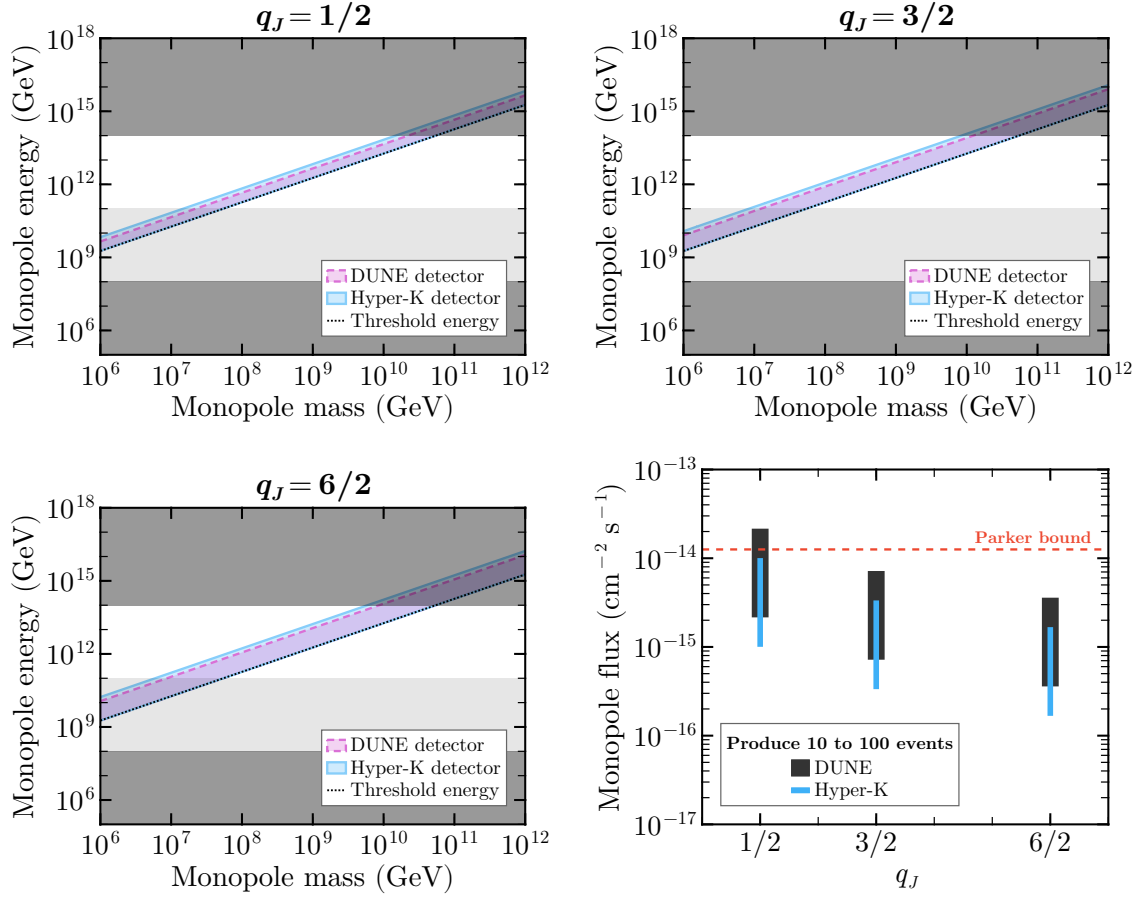 q_J = 1/2
Monopole energy (GeV)
10^18
10^15
10^12
10^9
10^6
DUNE detector
Hyper-K detector
Threshold energy
10^6 10^7 10^8 10^9 10^10 10^11 10^12
Monopole mass (GeV)
q_J = 3/2
Monopole energy (GeV)
10^18
10^15
10^12
10^9
10^6
DUNE detector
Hyper-K detector
Threshold energy
10^6 10^7 10^8 10^9 10^10 10^11 10^12
Monopole mass (GeV)
q_J = 6/2
Monopole energy (GeV)
10^18
10^15
10^12
10^9
10^6
DUNE detector
Hyper-K detector
Threshold energy
10^6 10^7 10^8 10^9 10^10 10^11 10^12
Monopole mass (GeV)
Monopole flux (cm^−2 s^−1)
10^−13
10^−14
10^−15
10^−16
10^−17
Parker bound
Produce 10 to 100 events
DUNE
Hyper-K
1/2 3/2 6/2
q_J